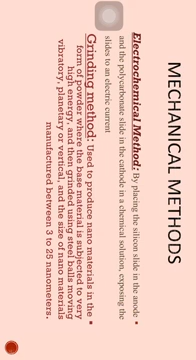 MECHANICAL METHODS
• Electrochemical Method: By placing the silicon slide in the anode
and the polycarbonate slide in the cathode in a chemical solution, exposing the
slides to an electric current
• Grinding method: Used to produce nano materials in the
form of powder where the base material is subjected to very
high energy, and then grinded using steel balls moving
vibratory, planetary or vertical, and the size of nano materials
manufactured between 3 to 25 nanometers.